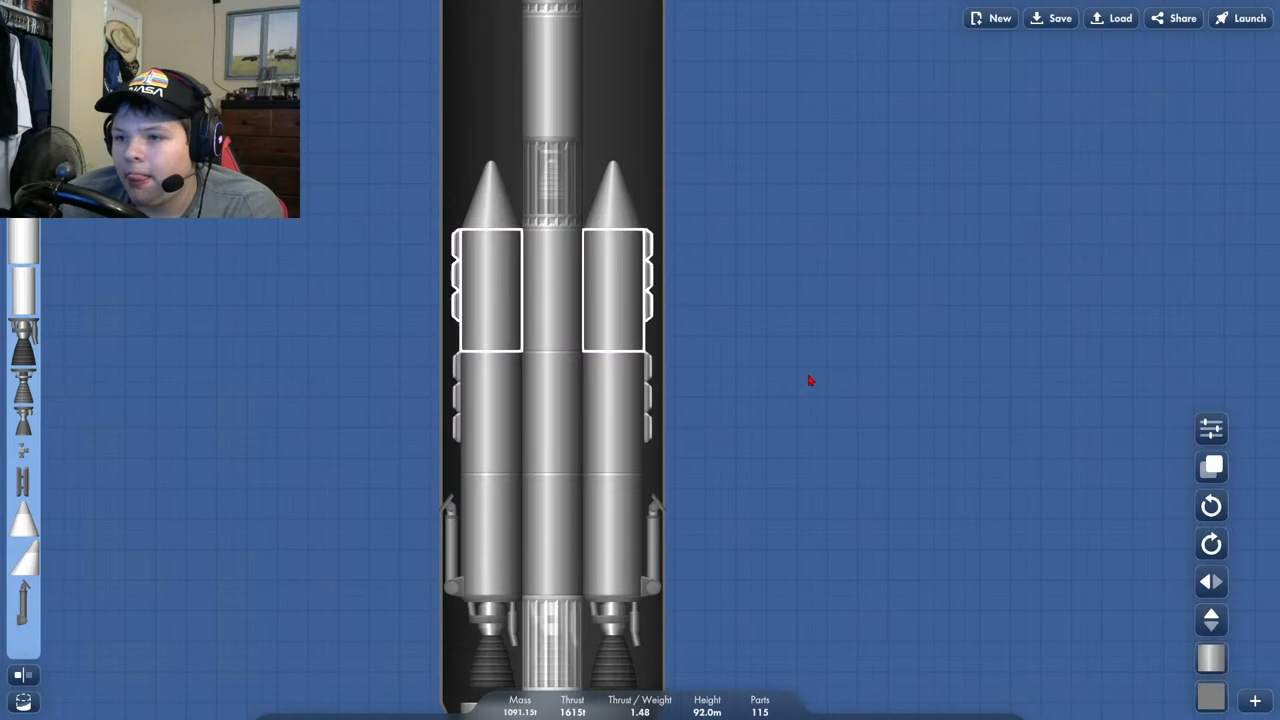 New Save Load Share Launch
NASA
Mass Thrust Thrust / Weight Height Parts
1091.15t 1615t 1.48 92.0m 115